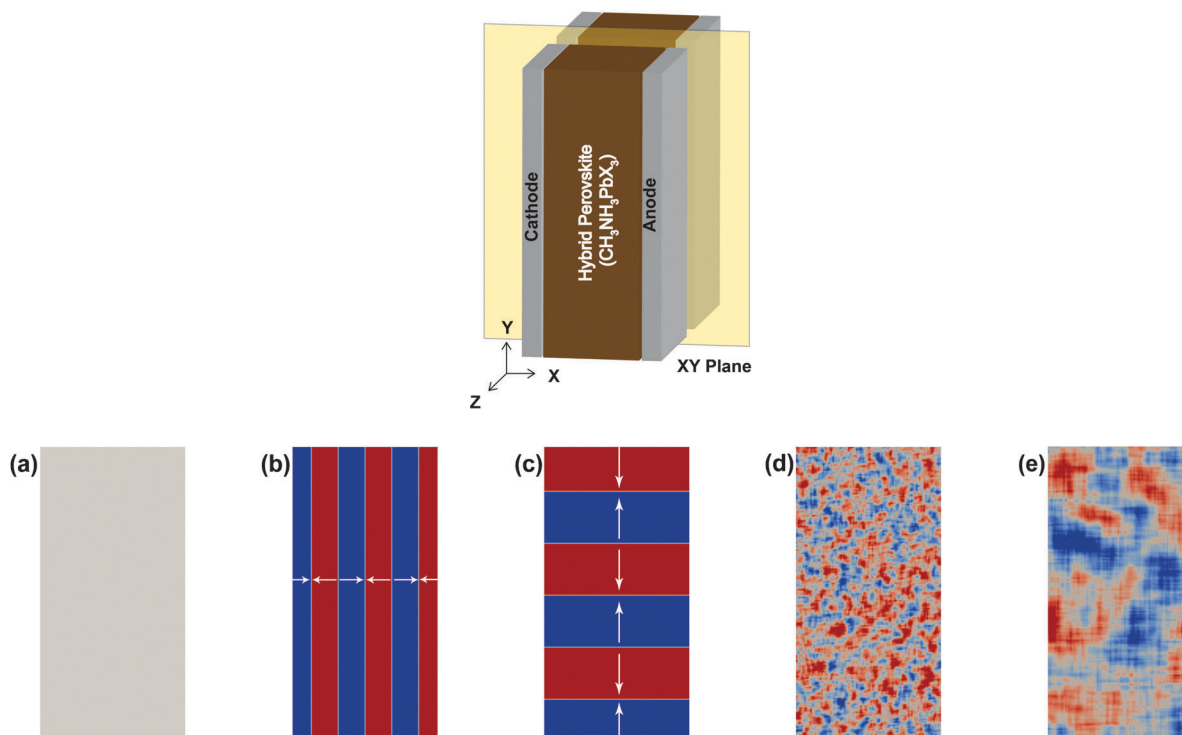 Cathode
Hybrid Perovskite
(CH₃NH₃PbX₃)
Anode
Y
X
Z
XY Plane
(a)
(b)
(c)
(d)
(e)